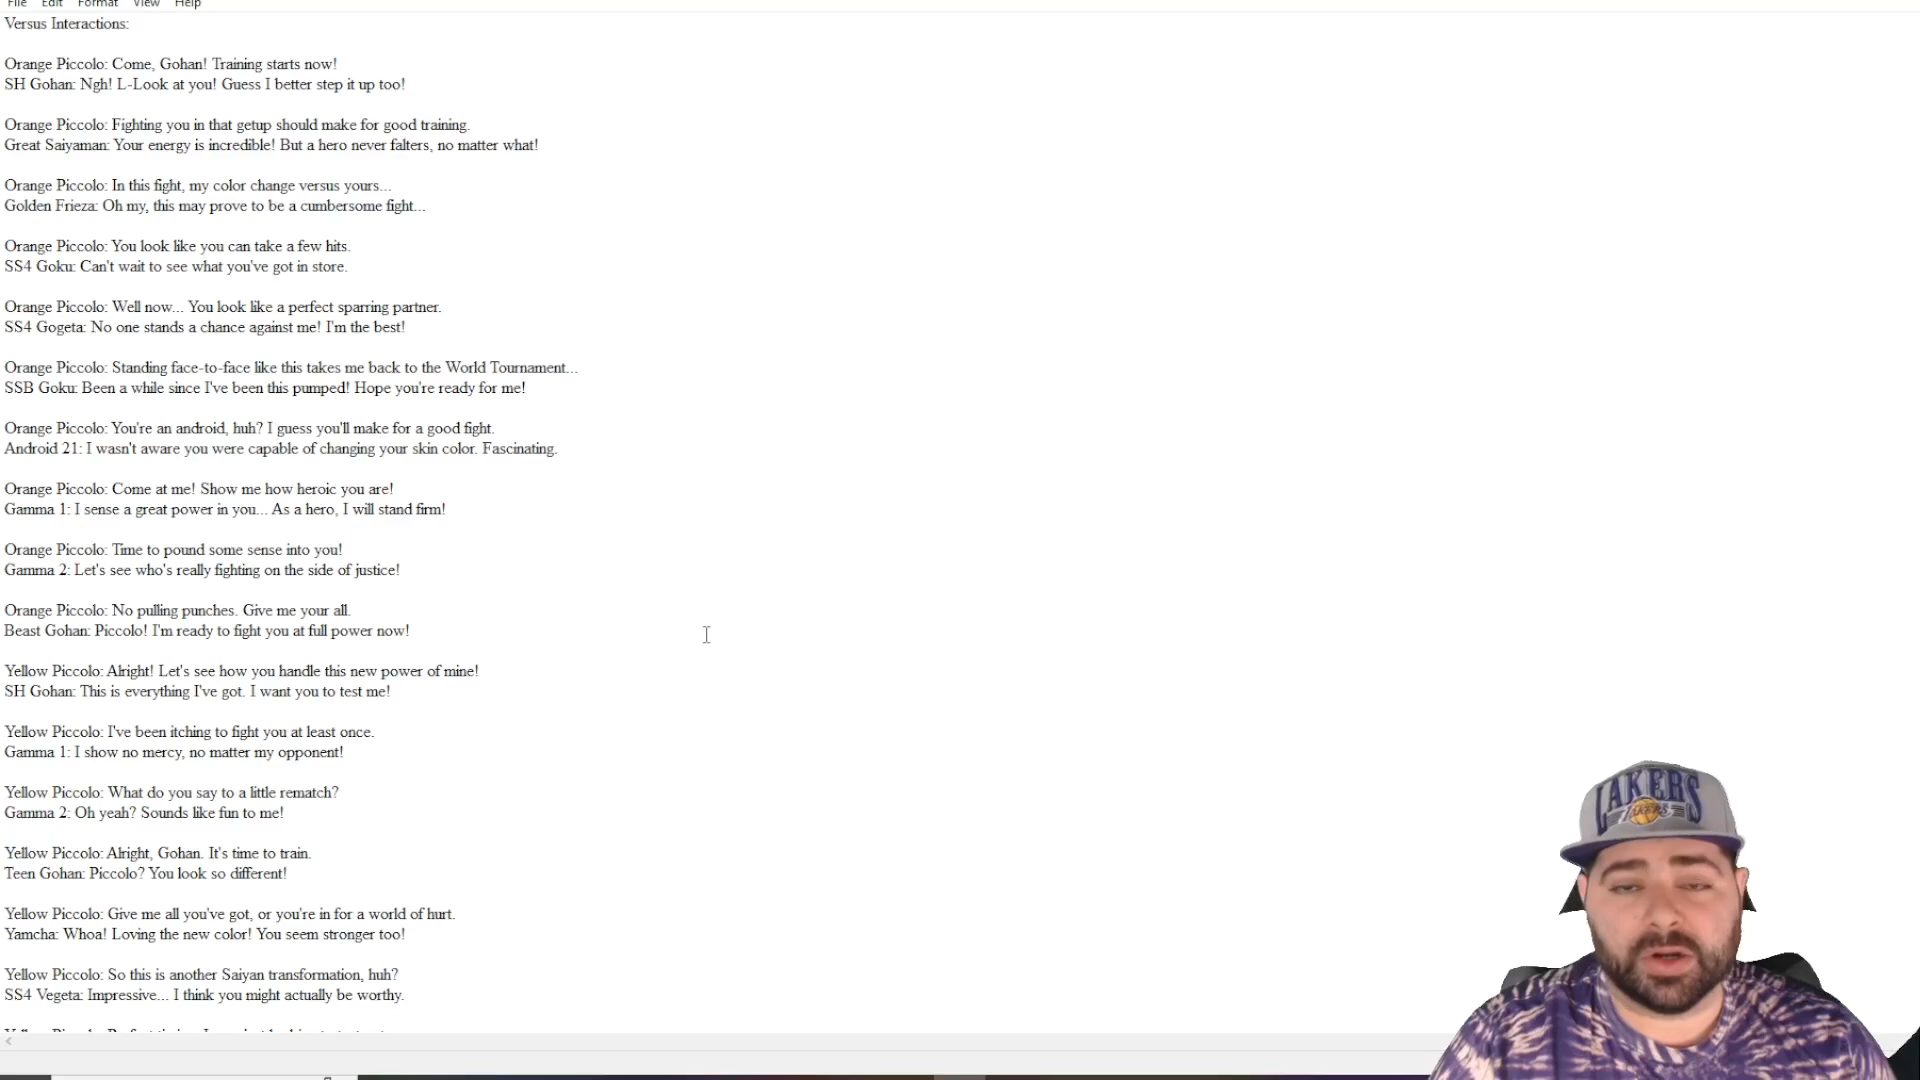 File Edit Format View Help
Versus Interactions:
Orange Piccolo: Come, Gohan! Training starts now!
SH Gohan: Ngh! L-Look at you! Guess I better step it up too!
Orange Piccolo: Fighting you in that getup should make for good training.
Great Saiyaman: Your energy is incredible! But a hero never falters, no matter what!
Orange Piccolo: In this fight, my color change versus yours...
Golden Frieza: Oh my, this may prove to be a cumbersome fight...
Orange Piccolo: You look like you can take a few hits.
SS4 Goku: Can't wait to see what you've got in store.
Orange Piccolo: Well now... You look like a perfect sparring partner.
SS4 Gogeta: No one stands a chance against me! I'm the best!
Orange Piccolo: Standing face-to-face like this takes me back to the World Tournament...
SSB Goku: Been a while since I've been this pumped! Hope you're ready for me!
Orange Piccolo: You're an android, huh? I guess you'll make for a good fight.
Android 21: I wasn't aware you were capable of changing your skin color. Fascinating.
Orange Piccolo: Come at me! Show me how heroic you are!
Gamma 1: I sense a great power in you... As a hero, I will stand firm!
Orange Piccolo: Time to pound some sense into you!
Gamma 2: Let's see who's really fighting on the side of justice!
Orange Piccolo: No pulling punches. Give me your all.
Beast Gohan: Piccolo! I'm ready to fight you at full power now!
Yellow Piccolo: Alright! Let's see how you handle this new power of mine!
SH Gohan: This is everything I've got. I want you to test me!
Yellow Piccolo: I've been itching to fight you at least once.
Gamma 1: I show no mercy, no matter my opponent!
Yellow Piccolo: What do you say to a little rematch?
Gamma 2: Oh yeah? Sounds like fun to me!
Yellow Piccolo: Alright, Gohan. It's time to train.
Teen Gohan: Piccolo? You look so different!
Yellow Piccolo: Give me all you've got, or you're in for a world of hurt.
Yamcha: Whoa! Loving the new color! You seem stronger too!
Yellow Piccolo: So this is another Saiyan transformation, huh?
SS4 Vegeta: Impressive... I think you might actually be worthy.
LAKERS
LAKERS